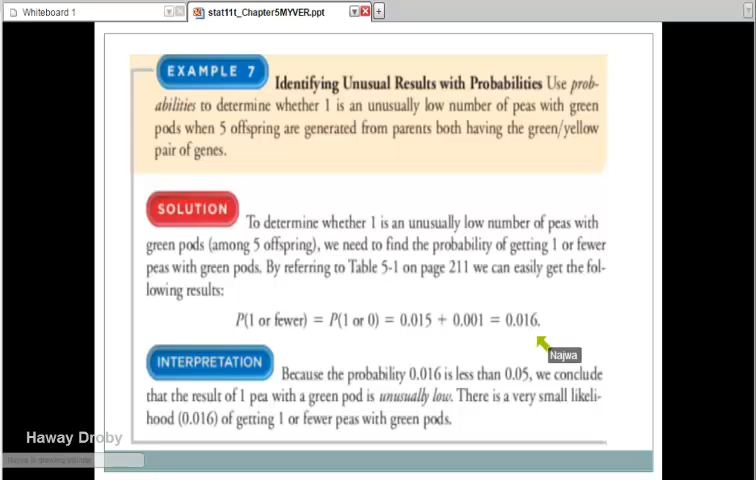 Whiteboard 1
stat11t_Chapter5MYVER.ppt
EXAMPLE 7 Identifying Unusual Results with Probabilities Use prob-
abilities to determine whether 1 is an unusually low number of peas with green
pods when 5 offspring are generated from parents both having the green/yellow
pair of genes.
SOLUTION
To determine whether 1 is an unusually low number of peas with
green pods (among 5 offspring), we need to find the probability of getting 1 or fewer
peas with green pods. By referring to Table 5-1 on page 211 we can easily get the fol-
lowing results:
P(1 or fewer) = P(1 or 0) = 0.015 + 0.001 = 0.016.
Najwa
INTERPRETATION
Because the probability 0.016 is less than 0.05, we conclude
that the result of 1 pea with a green pod is unusually low. There is a very small likeli-
hood (0.016) of getting 1 or fewer peas with green pods.
Haway Droby